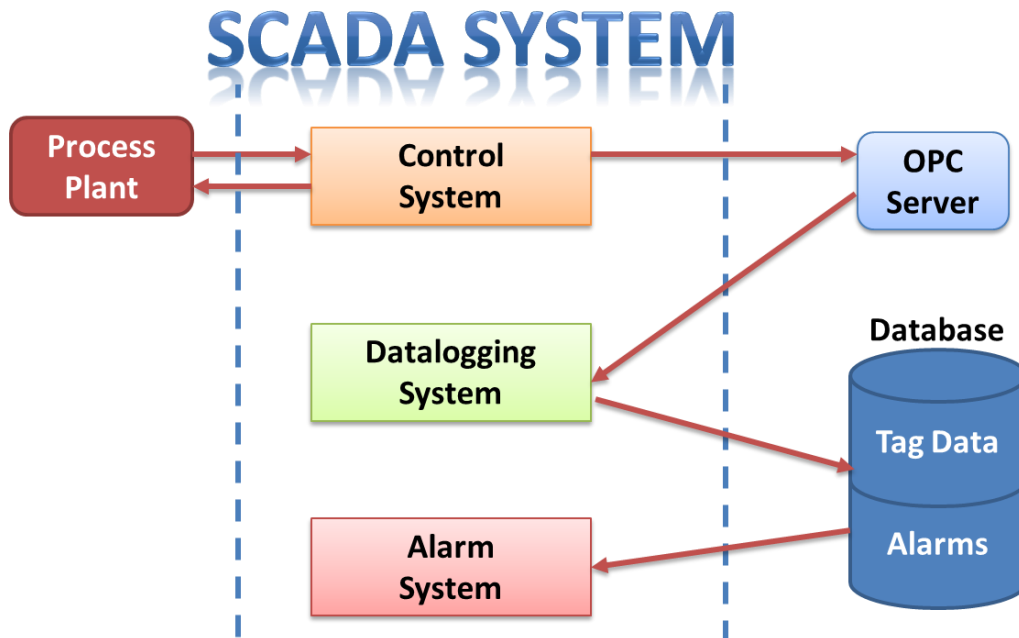 SCADA SYSTEM
Process
Plant
Control
System
OPC
Server
Datalogging
System
Database
Tag Data
Alarms
Alarm
System